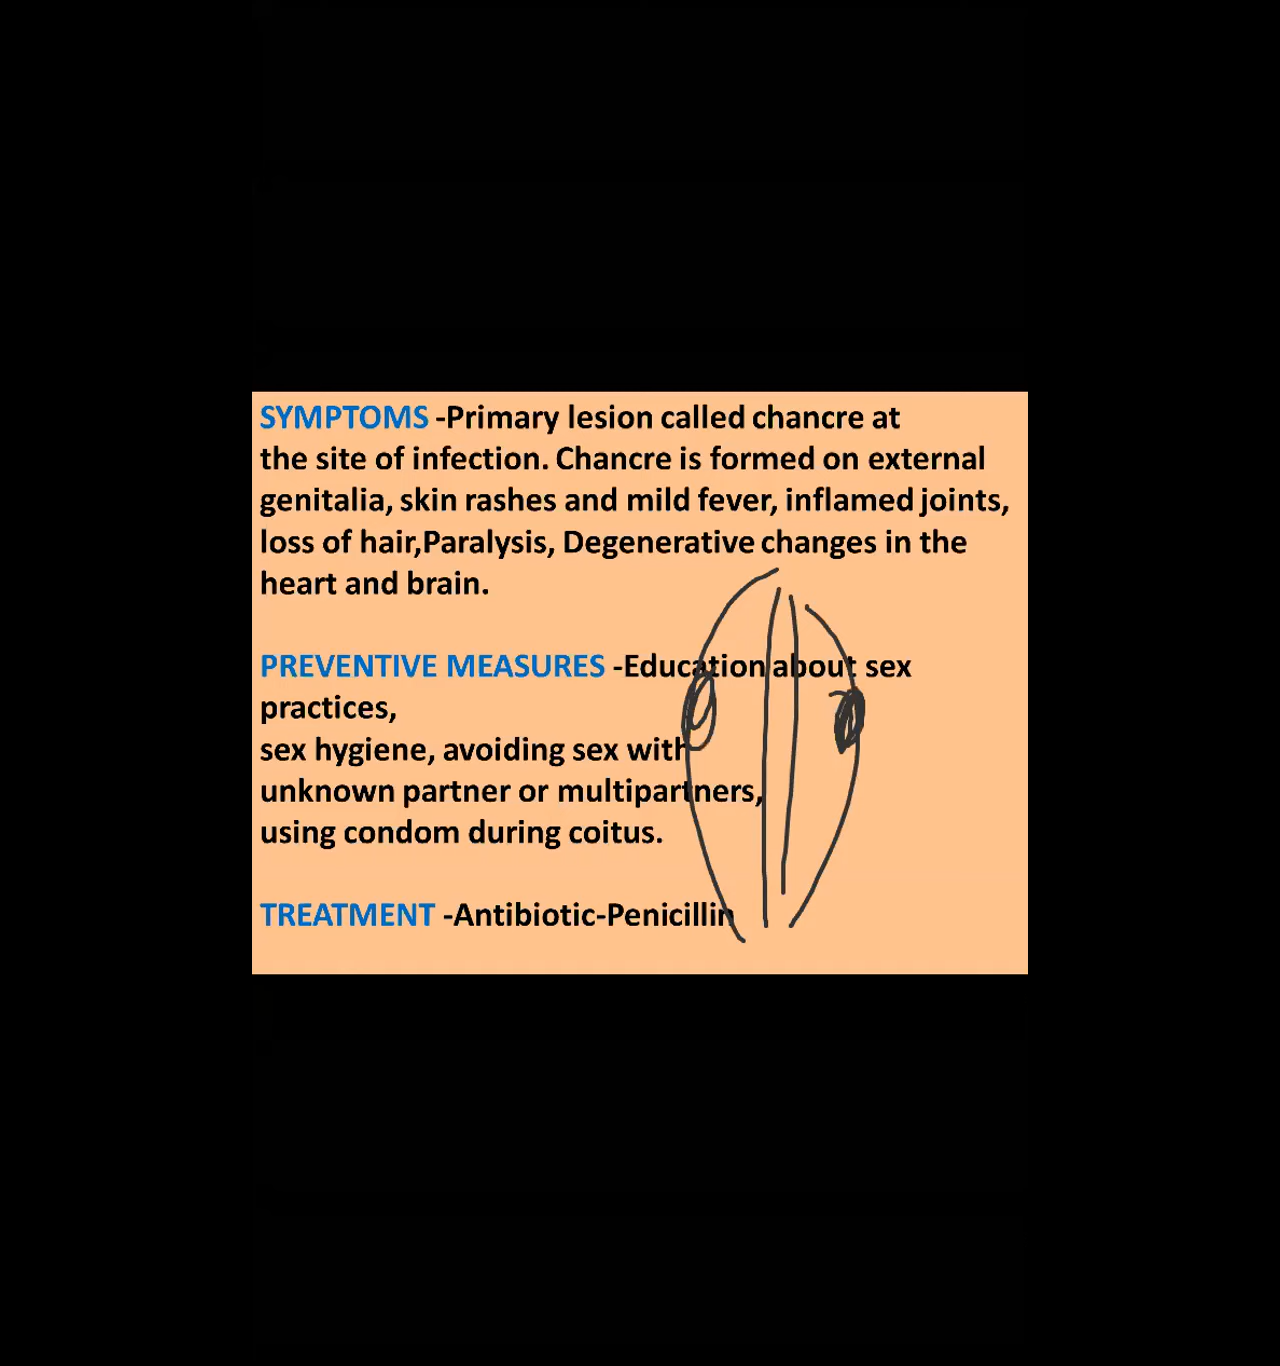 SYMPTOMS -Primary lesion called chancre at
the site of infection. Chancre is formed on external
genitalia, skin rashes and mild fever, inflamed joints,
loss of hair,Paralysis, Degenerative changes in the
heart and brain.
PREVENTIVE MEASURES -Education about sex
practices,
sex hygiene, avoiding sex with
unknown partner or multipartners,
using condom during coitus.
TREATMENT -Antibiotic-Penicillin